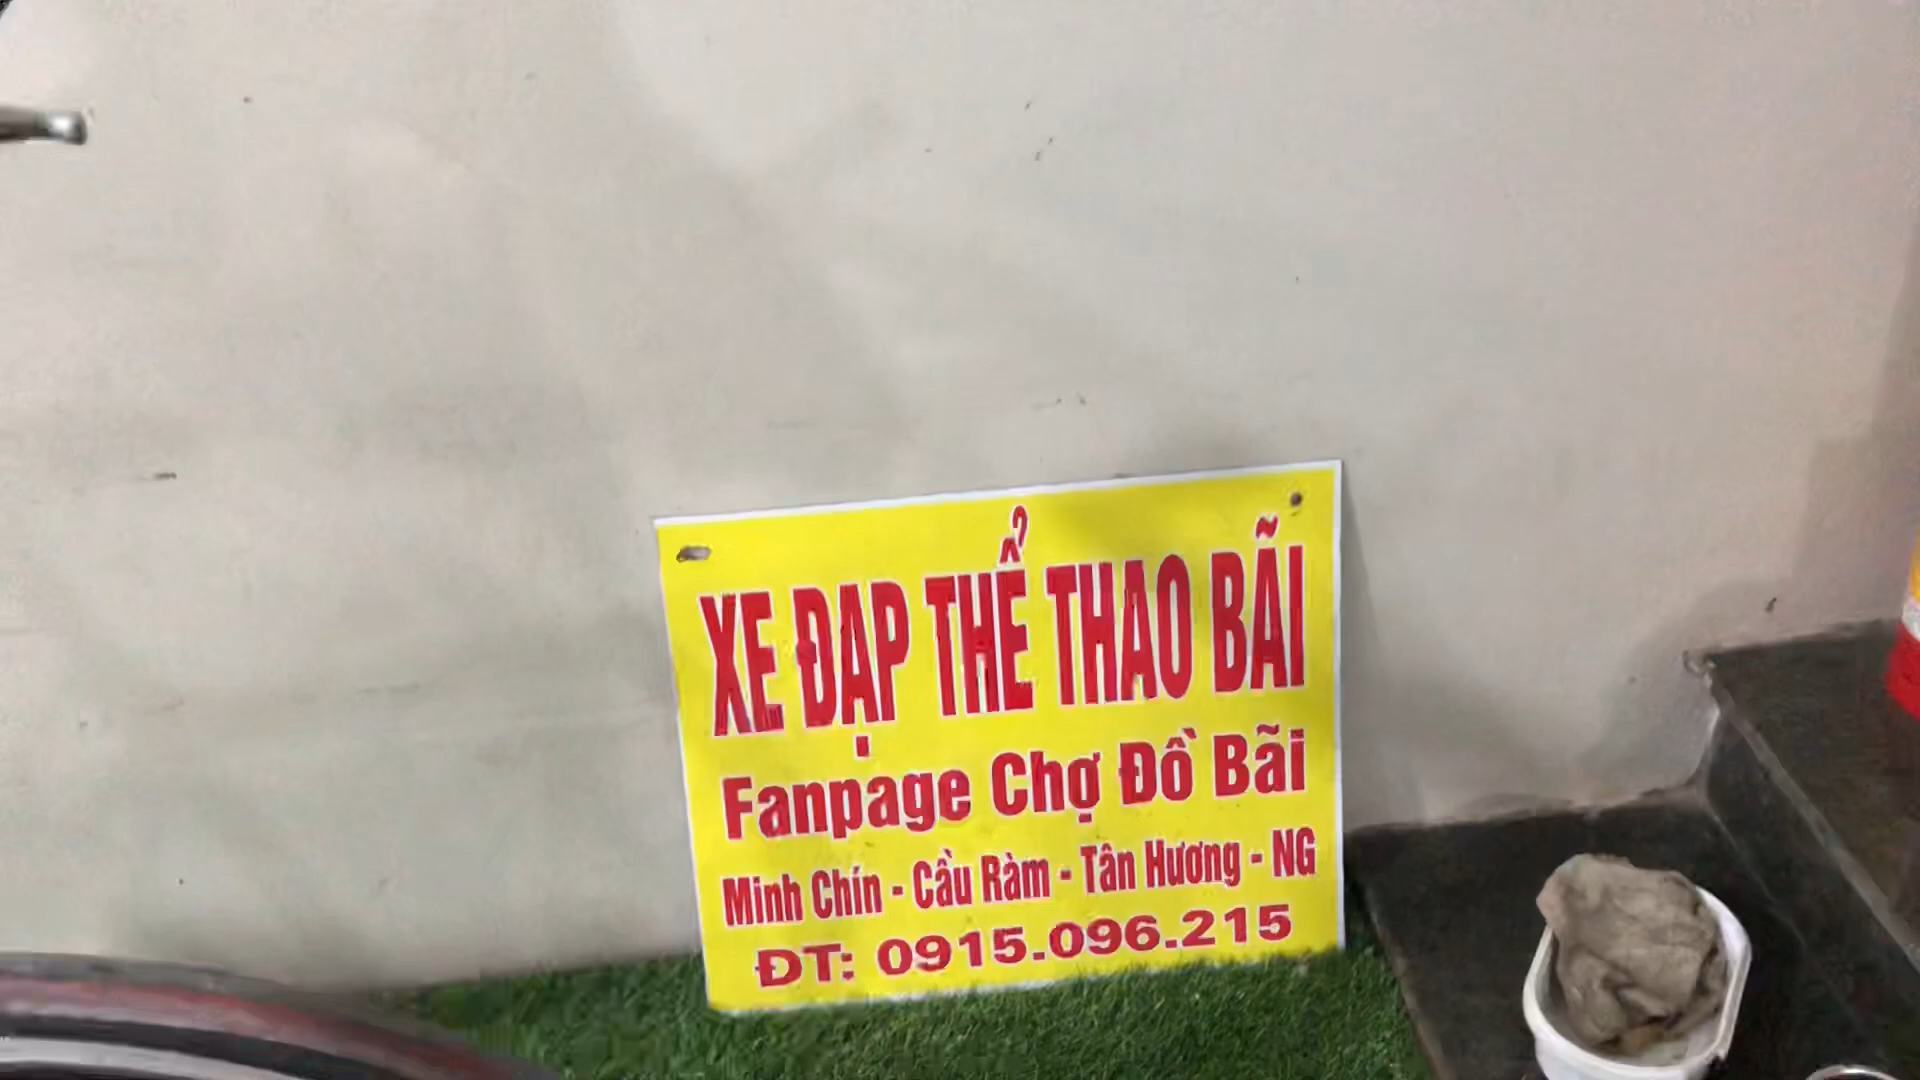 XE ĐẠP THỂ THAO BÃI
Fanpage Chợ Đồ Bãi
Minh Chín - Cầu Ràm - Tân Hương - NG
ĐT: 0915.096.215